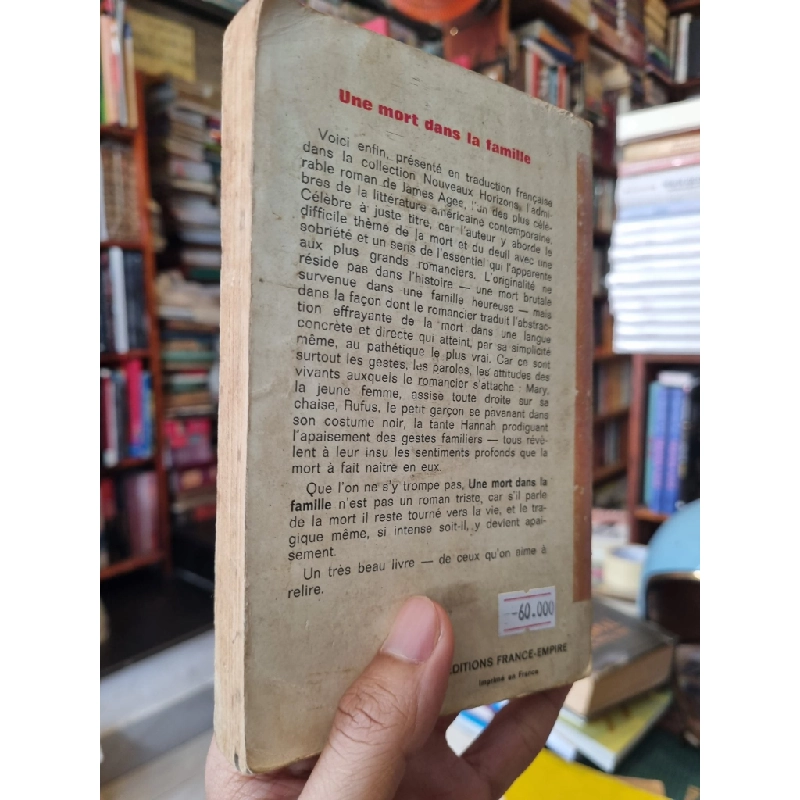 Une mort dans la famille
Voici enfin, présenté en traduction française
dans la collection Nouveaux Horizons, l'admi-
rable roman de James Agee, l'un des plus célè-
bres de la littérature américaine contemporaine.
Célèbre à juste titre, car l'auteur y aborde le
difficile thème de la mort et du deuil avec une
sobriété et un sens de l'essentiel qui l'apparente
aux plus grands romanciers. L'originalité ne
réside pas dans l'histoire — une mort brutale
survenue dans une famille heureuse — mais
dans la façon dont le romancier traduit l'abstrac-
tion effrayante de la mort dans une langue
concrète et directe qui atteint, par sa simplicité
même, au pathétique le plus vrai. Car ce sont
surtout les gestes, les paroles, les attitudes des
vivants auxquels le romancier s'attache : Mary,
la jeune femme, assise toute droite sur sa
chaise, Rufus, le petit garçon se pavanant dans
son costume noir, la tante Hannah prodiguant
l'apaisement des gestes familiers — tous révè-
lent à leur insu les sentiments profonds que la
mort à fait naître en eux.
Que l'on ne s'y trompe pas, Une mort dans la
famille n'est pas un roman triste, car s'il parle
de la mort il reste tourné vers la vie, et le tra-
gique même, si intense soit-il, y devient apai-
sement.
Un très beau livre — de ceux qu'on aime à
relire.
-60.000
EDITIONS FRANCE-EMPIRE
Imprimé en France